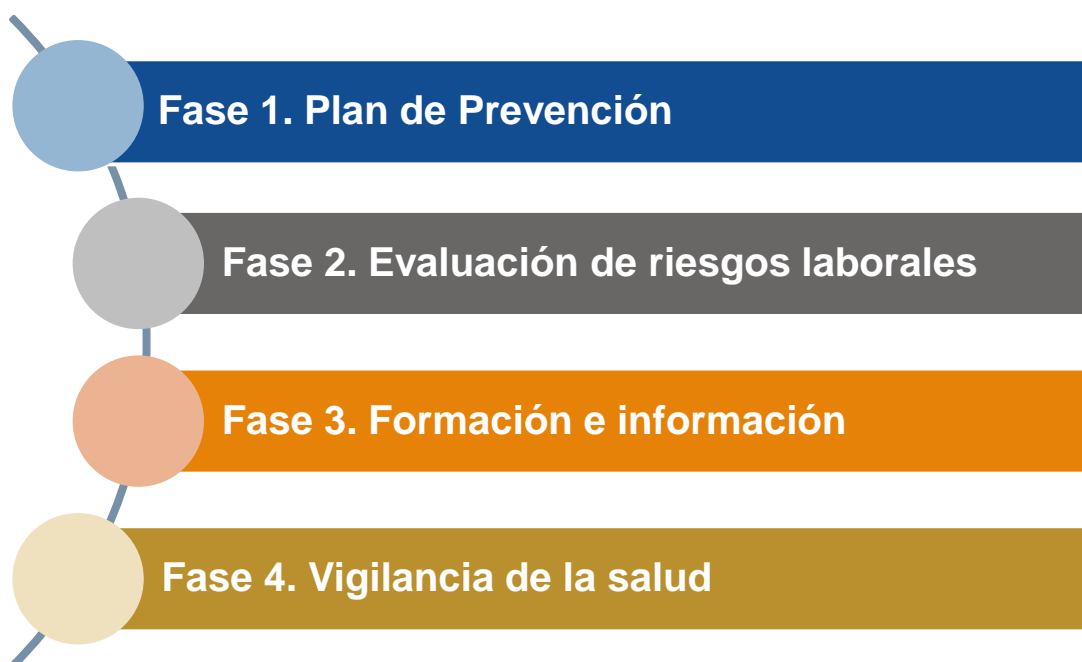 Fase 1. Plan de Prevención
Fase 2. Evaluación de riesgos laborales
Fase 3. Formación e información
Fase 4. Vigilancia de la salud